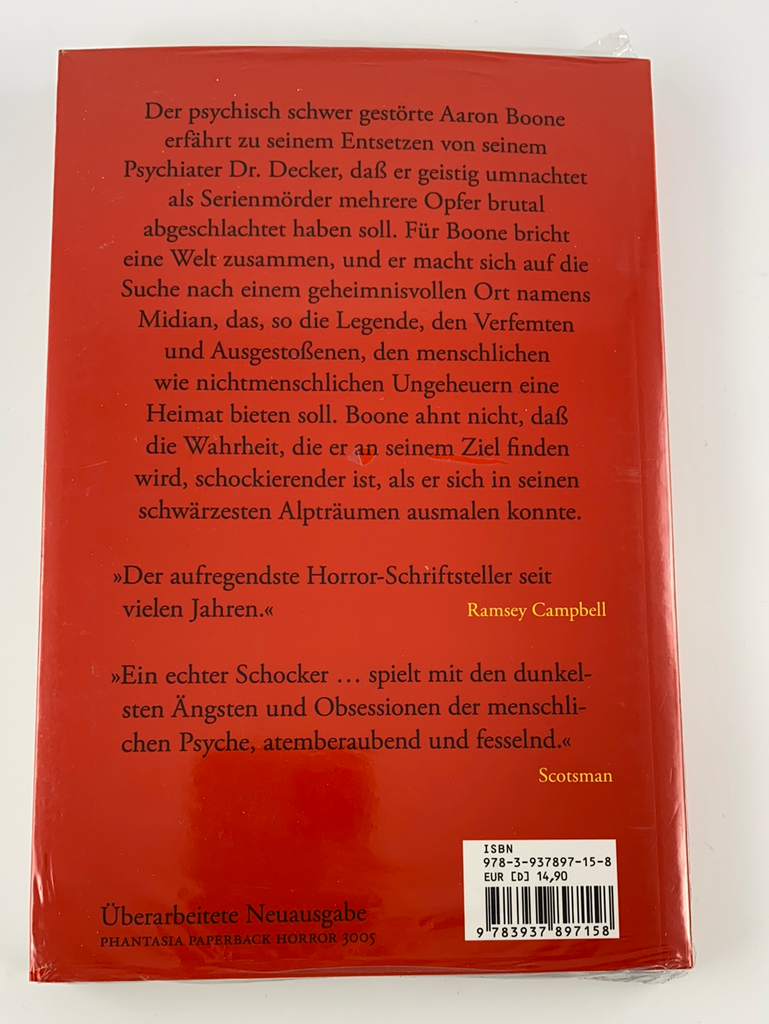 Der psychisch schwer gestörte Aaron Boone
erfährt zu seinem Entsetzen von seinem
Psychiater Dr. Decker, daß er geistig umnachtet
als Serienmörder mehrere Opfer brutal
abgeschlachtet haben soll. Für Boone bricht
eine Welt zusammen, und er macht sich auf die
Suche nach einem geheimnisvollen Ort namens
Midian, das, so die Legende, den Verfemten
und Ausgestoßenen, den menschlichen
wie nichtmenschlichen Ungeheuern eine
Heimat bieten soll. Boone ahnt nicht, daß
die Wahrheit, die er an seinem Ziel finden
wird, schockierender ist, als er sich in seinen
schwärzesten Alpträumen ausmalen konnte.
»Der aufregendste Horror-Schriftsteller seit
vielen Jahren.« Ramsey Campbell
»Ein echter Schocker … spielt mit den dunkel-
sten Ängsten und Obsessionen der menschli-
chen Psyche, atemberaubend und fesselnd.«
Scotsman
ISBN
978-3-937897-15-8
EUR [D] 14,90
9 783937 897158
Überarbeitete Neuausgabe
PHANTASIA PAPERBACK HORROR 3005